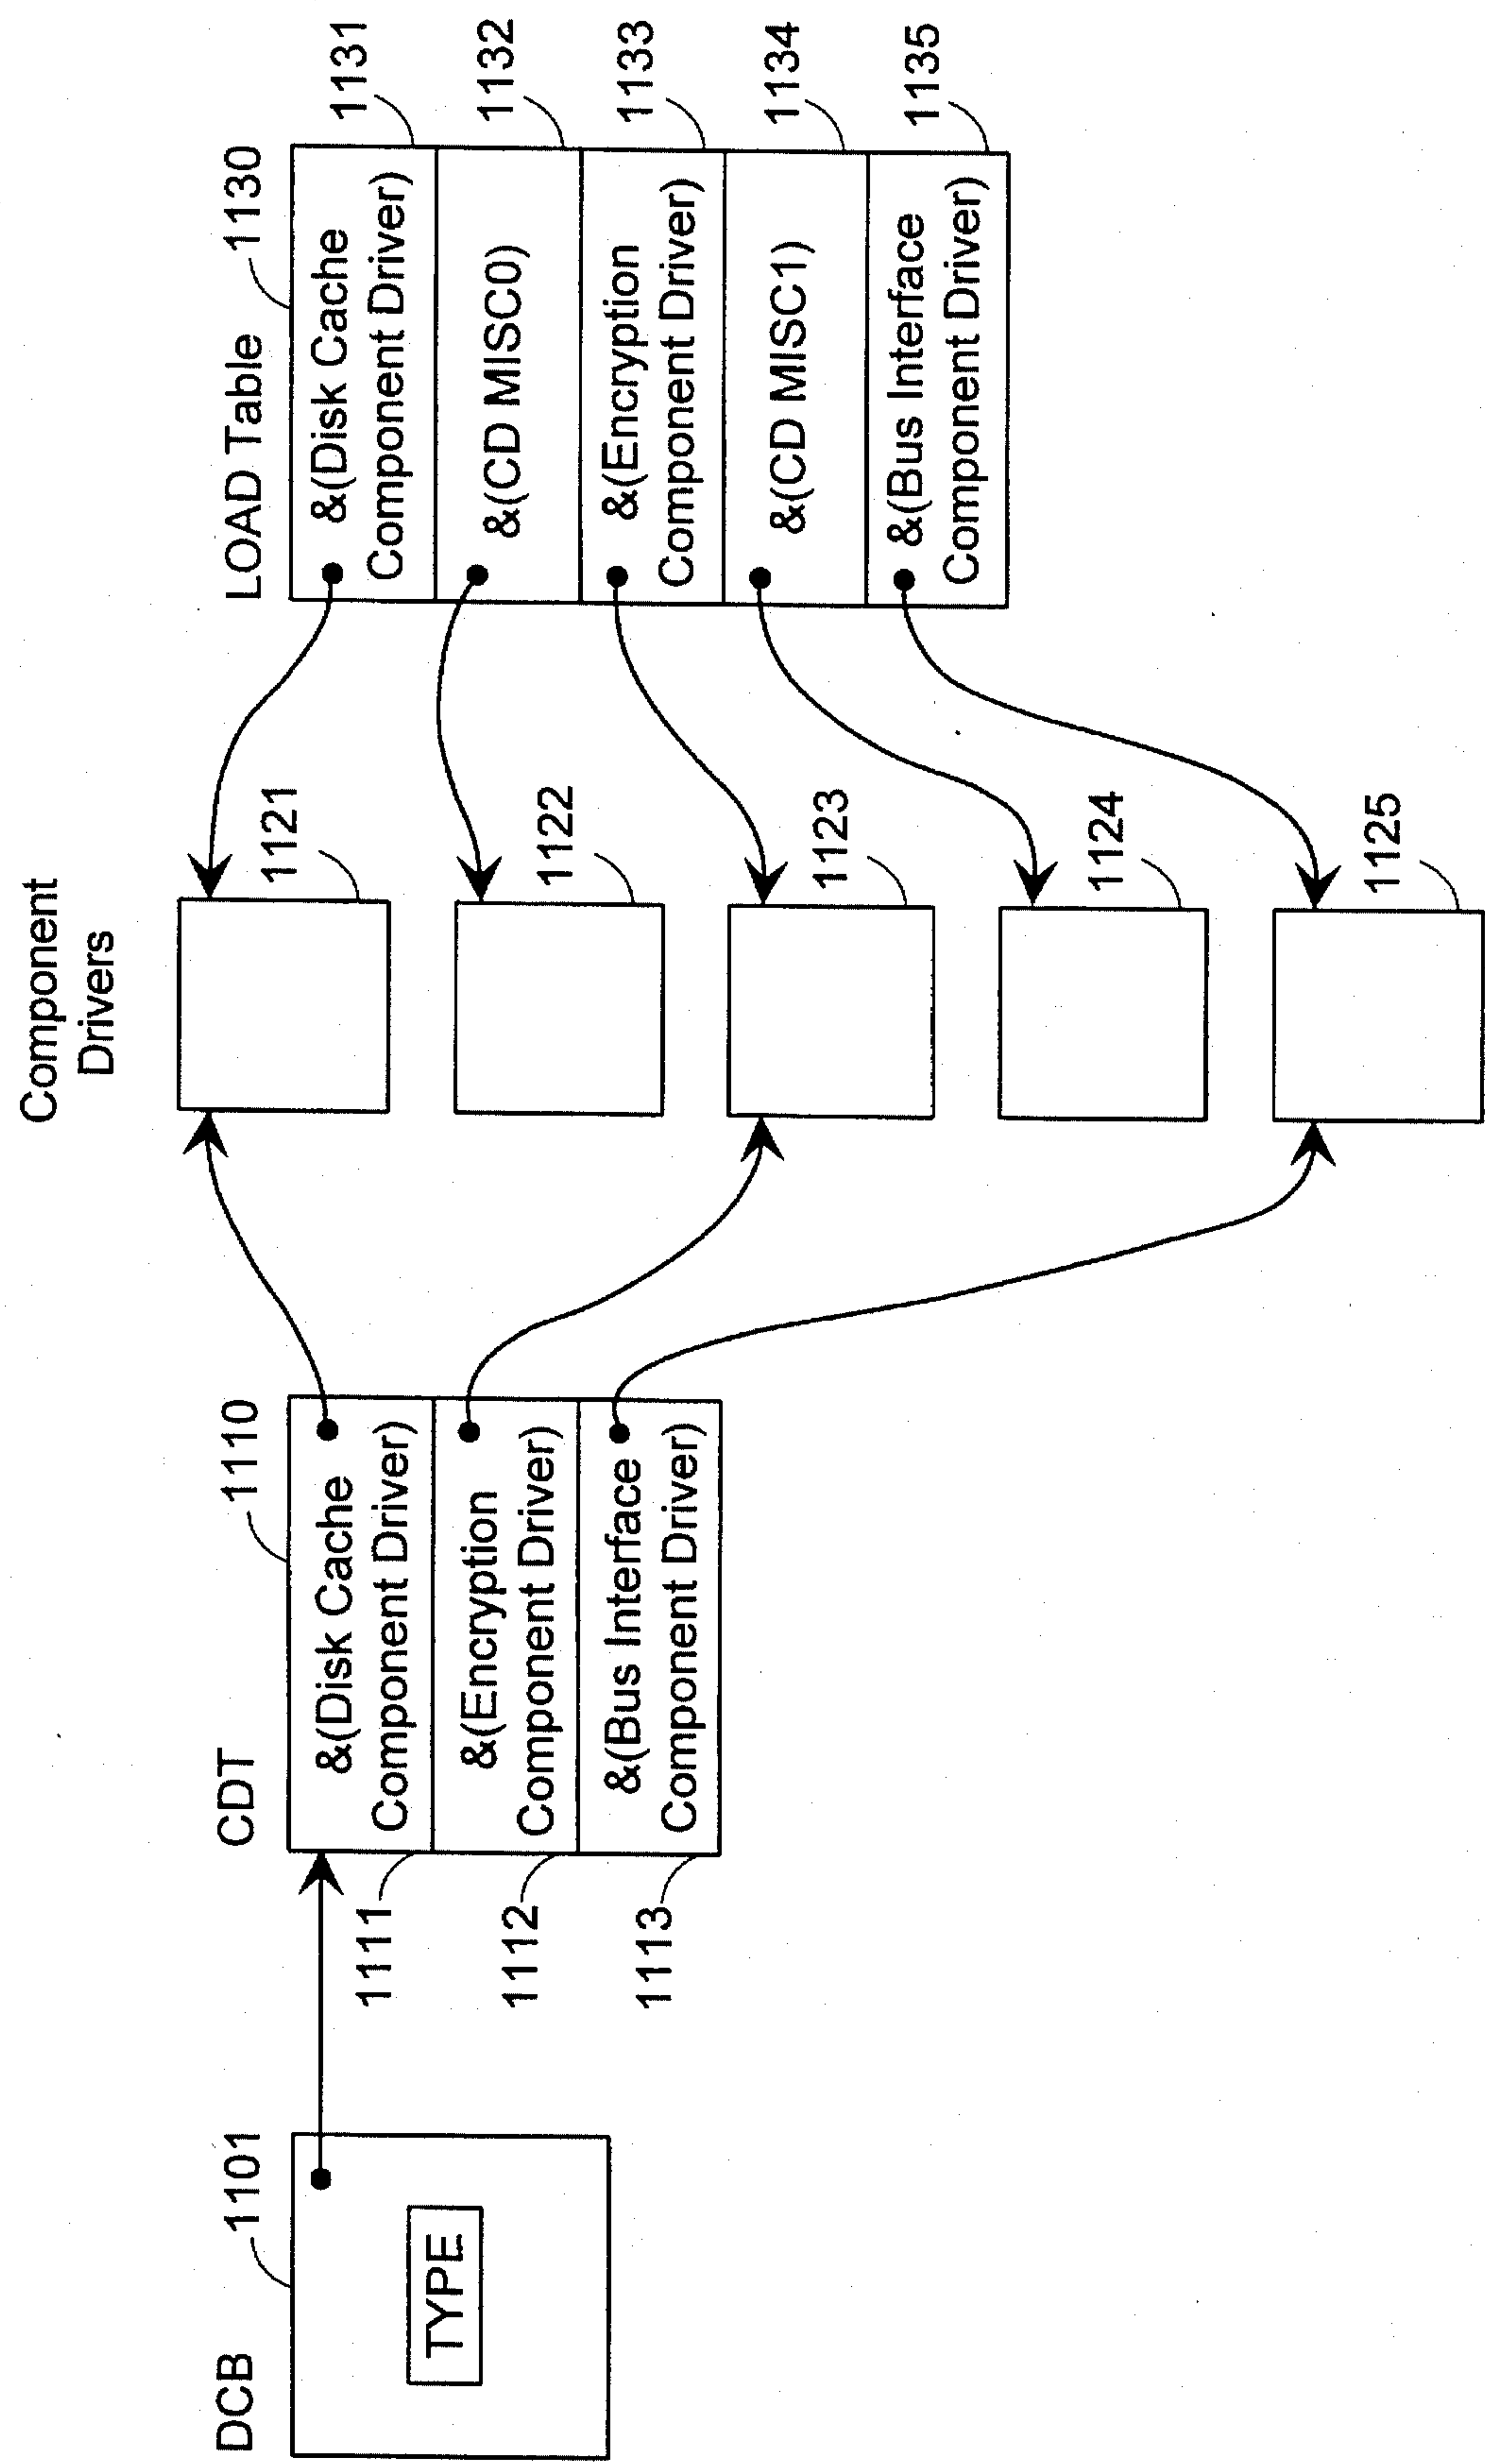 Component
Drivers
DCB
1101
TYPE
CDT
1110
&(Disk Cache
Component Driver)
&(Encryption
Component Driver)
&(Bus Interface
Component Driver)
1111
1112
1113
1121
1122
1123
1124
1125
LOAD Table
1130
&(Disk Cache
Component Driver)
&(CD MISC0)
&(Encryption
Component Driver)
&(CD MISC1)
&(Bus Interface
Component Driver)
1131
1132
1133
1134
1135